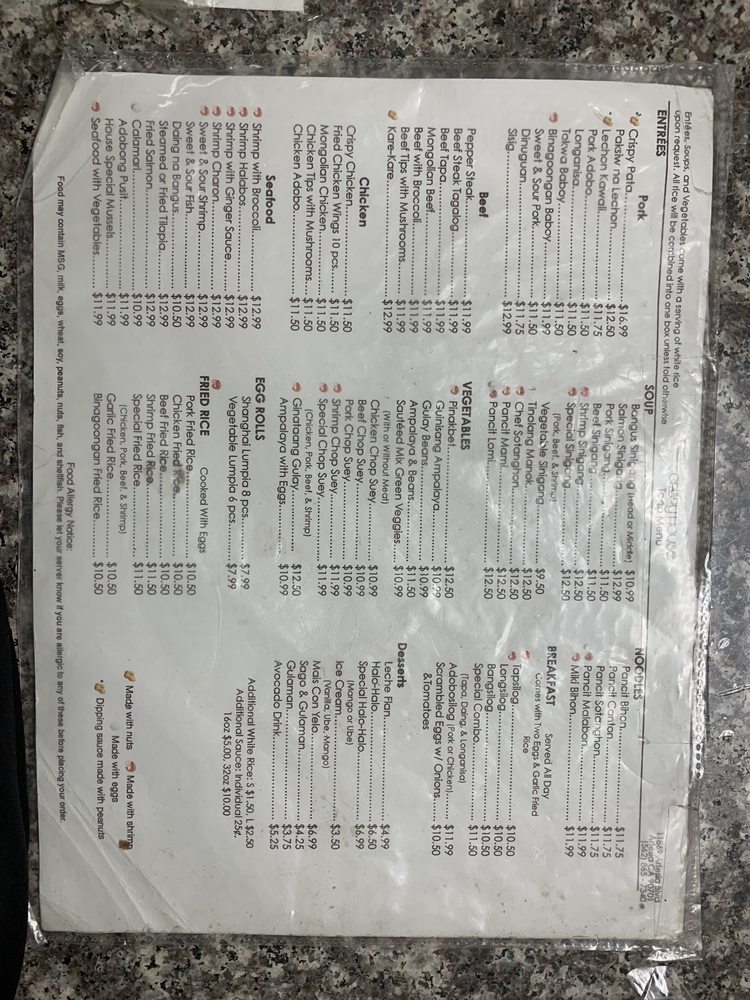 To Go Menu
11669 Artesia Blvd
Artesia CA 90701
(562) 865 - 7340
Entrées, Soups, and Vegetables come with a serving of white rice
upon request. All rice will be combined into one box unless told otherwise
ENTRÉES
Pork
Crispy Pata.......... $16.99
Paksiw na Lechon.......... $12.50
Lechon Kawali.......... $11.75
Pork Adobo.......... $11.50
Longanisa.......... $11.50
Tokwa Baboy.......... $11.50
Binagoongan Baboy.......... $11.99
Sweet & Sour Pork.......... $11.50
Dinuguan.......... $11.75
Sisig.......... $12.99
Beef
Pepper Steak.......... $11.99
Beef Steak Tagalog.......... $11.99
Beef Tapa.......... $11.99
Mongolian Beef.......... $11.99
Beef with Broccoli.......... $11.99
Beef Tips with Mushrooms.......... $11.99
Kare-Kare.......... $12.99
Chicken
Crispy Chicken.......... $11.50
Fried Chicken Wings 10 pcs.......... $11.50
Mongolian Chicken.......... $11.50
Chicken Tips with Mushrooms.......... $11.50
Chicken Adobo.......... $11.50
Seafood
Shrimp with Broccoli.......... $12.99
Shrimp Halabos.......... $12.99
Shrimp with Ginger Sauce.......... $12.99
Shrimp Charon.......... $12.99
Sweet & Sour Shrimp.......... $12.99
Sweet & Sour Fish.......... $12.99
Daing na Bangus.......... $10.50
Steamed or Fried Tilapia.......... $12.99
Fried Salmon.......... $12.99
Calamari.......... $10.99
Adobong Pusit.......... $11.99
House Special Mussels.......... $11.99
Seafood with Vegetables.......... $11.99
SOUP
Bangus Sinigang (Head or Middle) $10.99
Salmon Sinigang.......... $12.99
Pork Sinigang.......... $11.50
Beef Sinigang.......... $11.50
Shrimp Sinigang.......... $12.50
Special Sinigang.......... $12.50
(Pork, Beef, & Shrimp)
Vegetable Sinigang.......... $9.50
Tinolang Manok.......... $12.50
Chef Sotanghon.......... $12.50
Pancit Mami.......... $12.50
Pancit Lomi.......... $12.50
VEGETABLES
Pinakbet.......... $12.50
Guinisang Ampalaya.......... $10.99
Gulay Beans.......... $10.99
Ampalaya & Beans.......... $11.50
Sautéed Mix Green Veggies.......... $10.99
(With or Without Meat)
Chicken Chop Suey.......... $10.99
Beef Chop Suey.......... $10.99
Pork Chop Suey.......... $10.99
Shrimp Chop Suey.......... $11.99
Special Chop Suey.......... $11.99
(Chicken, Pork, Beef, & Shrimp)
Ginataang Gulay.......... $12.50
Ampalaya with Eggs.......... $10.99
EGG ROLLS
Shanghai Lumpia 8 pcs.......... $7.99
Vegetable Lumpia 6 pcs.......... $7.99
FRIED RICE Cooked With Eggs
Pork Fried Rice.......... $10.50
Chicken Fried Rice.......... $10.50
Beef Fried Rice.......... $10.50
Shrimp Fried Rice.......... $11.50
Special Fried Rice.......... $11.50
(Chicken, Pork, Beef, & Shrimp)
Garlic Fried Rice.......... $10.50
Binagoongan Fried Rice.......... $10.50
NOODLES
Pancit Bihon.......... $11.75
Pancit Canton.......... $11.75
Pancit Sotanghon.......... $11.75
Pancit Malabon.......... $11.99
Miki Bihon.......... $11.99
BREAKFAST Served All Day
Comes with Two Eggs & Garlic Fried
Rice
Tapsilog.......... $10.50
Longsilog.......... $10.50
Bangsilog.......... $10.50
Special Combo.......... $11.50
(Tapa, Daing, & Longanisa)
Adobosilog (Pork or Chicken).......... $11.99
Scrambled Eggs w/ Onions.......... $10.50
&Tomatoes
Desserts
Leche Flan.......... $4.99
Halo-Halo.......... $6.50
Special Halo-Halo.......... $6.99
(Mango or Ube)
Ice Cream.......... $3.50
(Vanilla, Ube, Mango)
Mais Con Yelo.......... $6.99
Sago & Gulaman.......... $4.25
Gulaman.......... $3.75
Avocado Drink.......... $5.25
Additional White Rice: S $1.50, L $2.50
Additional Sauce: Individual 25¢,
16oz $5.00, 32oz $10.00
Made with nuts
Made with shrimp
Made with eggs
Dipping sauce made with peanuts
Food Allergy Notice:
Food may contain MSG, milk, eggs, wheat, soy, peanuts, nuts, fish, and shellfish. Please let your server know if you are allergic to any of these before placing your order.